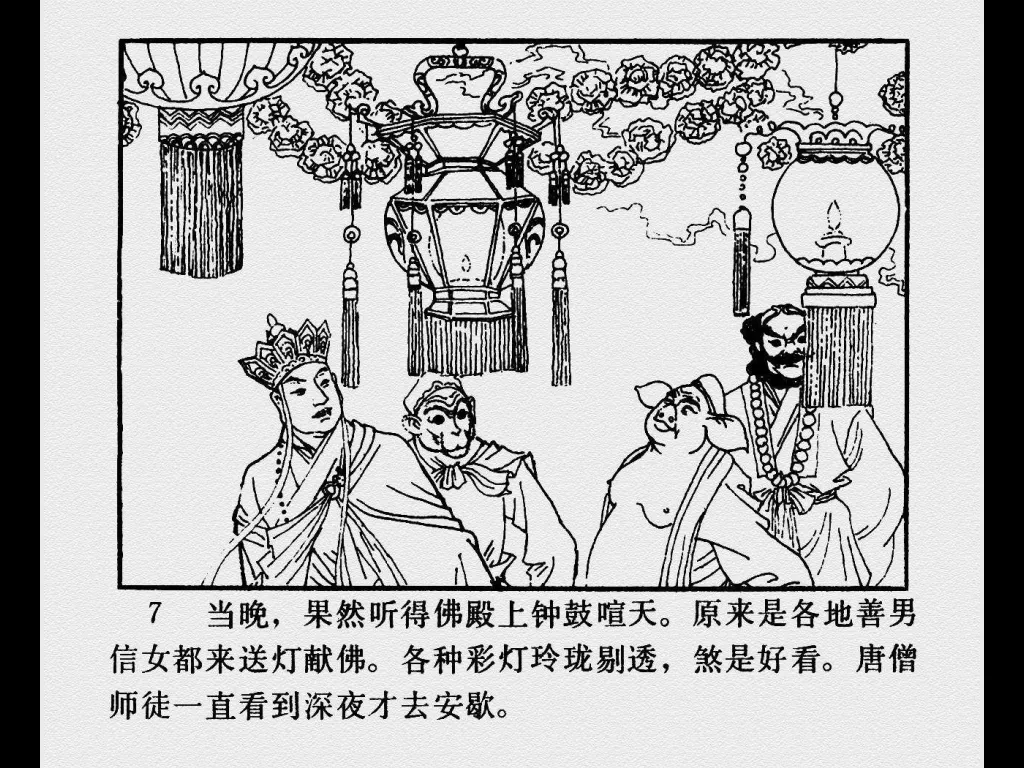 7 当晚，果然听得佛殿上钟鼓喧天。原来是各地善男
信女都来送灯献佛。各种彩灯玲珑剔透，煞是好看。唐僧
师徒一直看到深夜才去安歇。